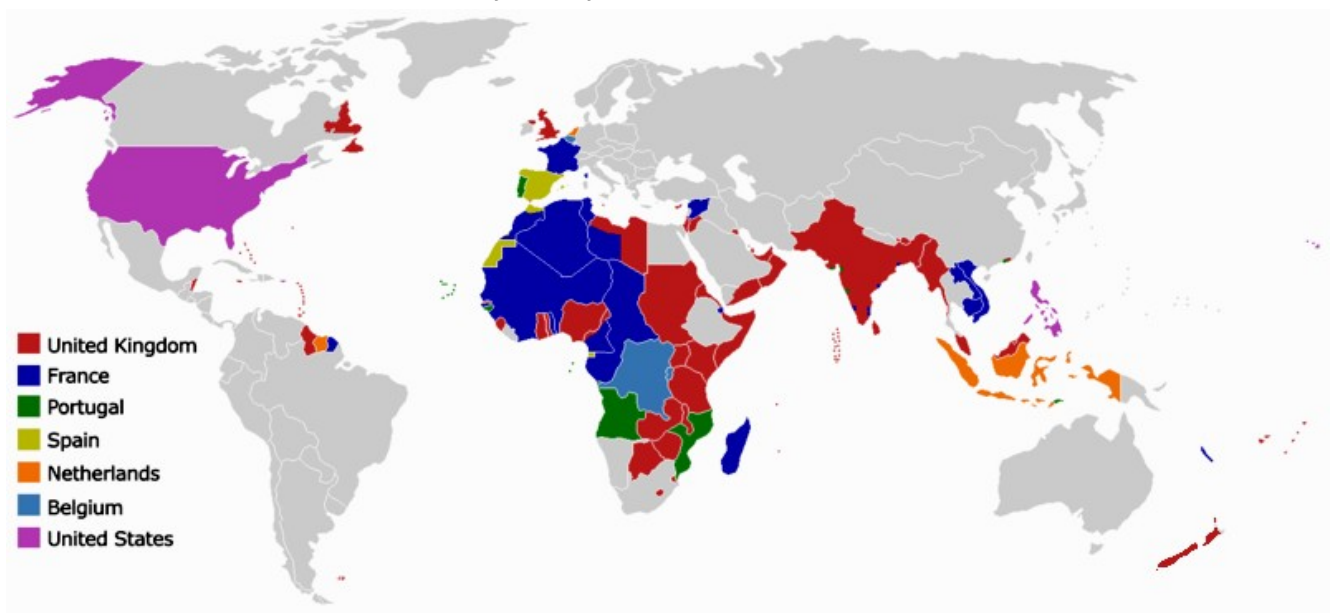 United Kingdom
France
Portugal
Spain
Netherlands
Belgium
United States